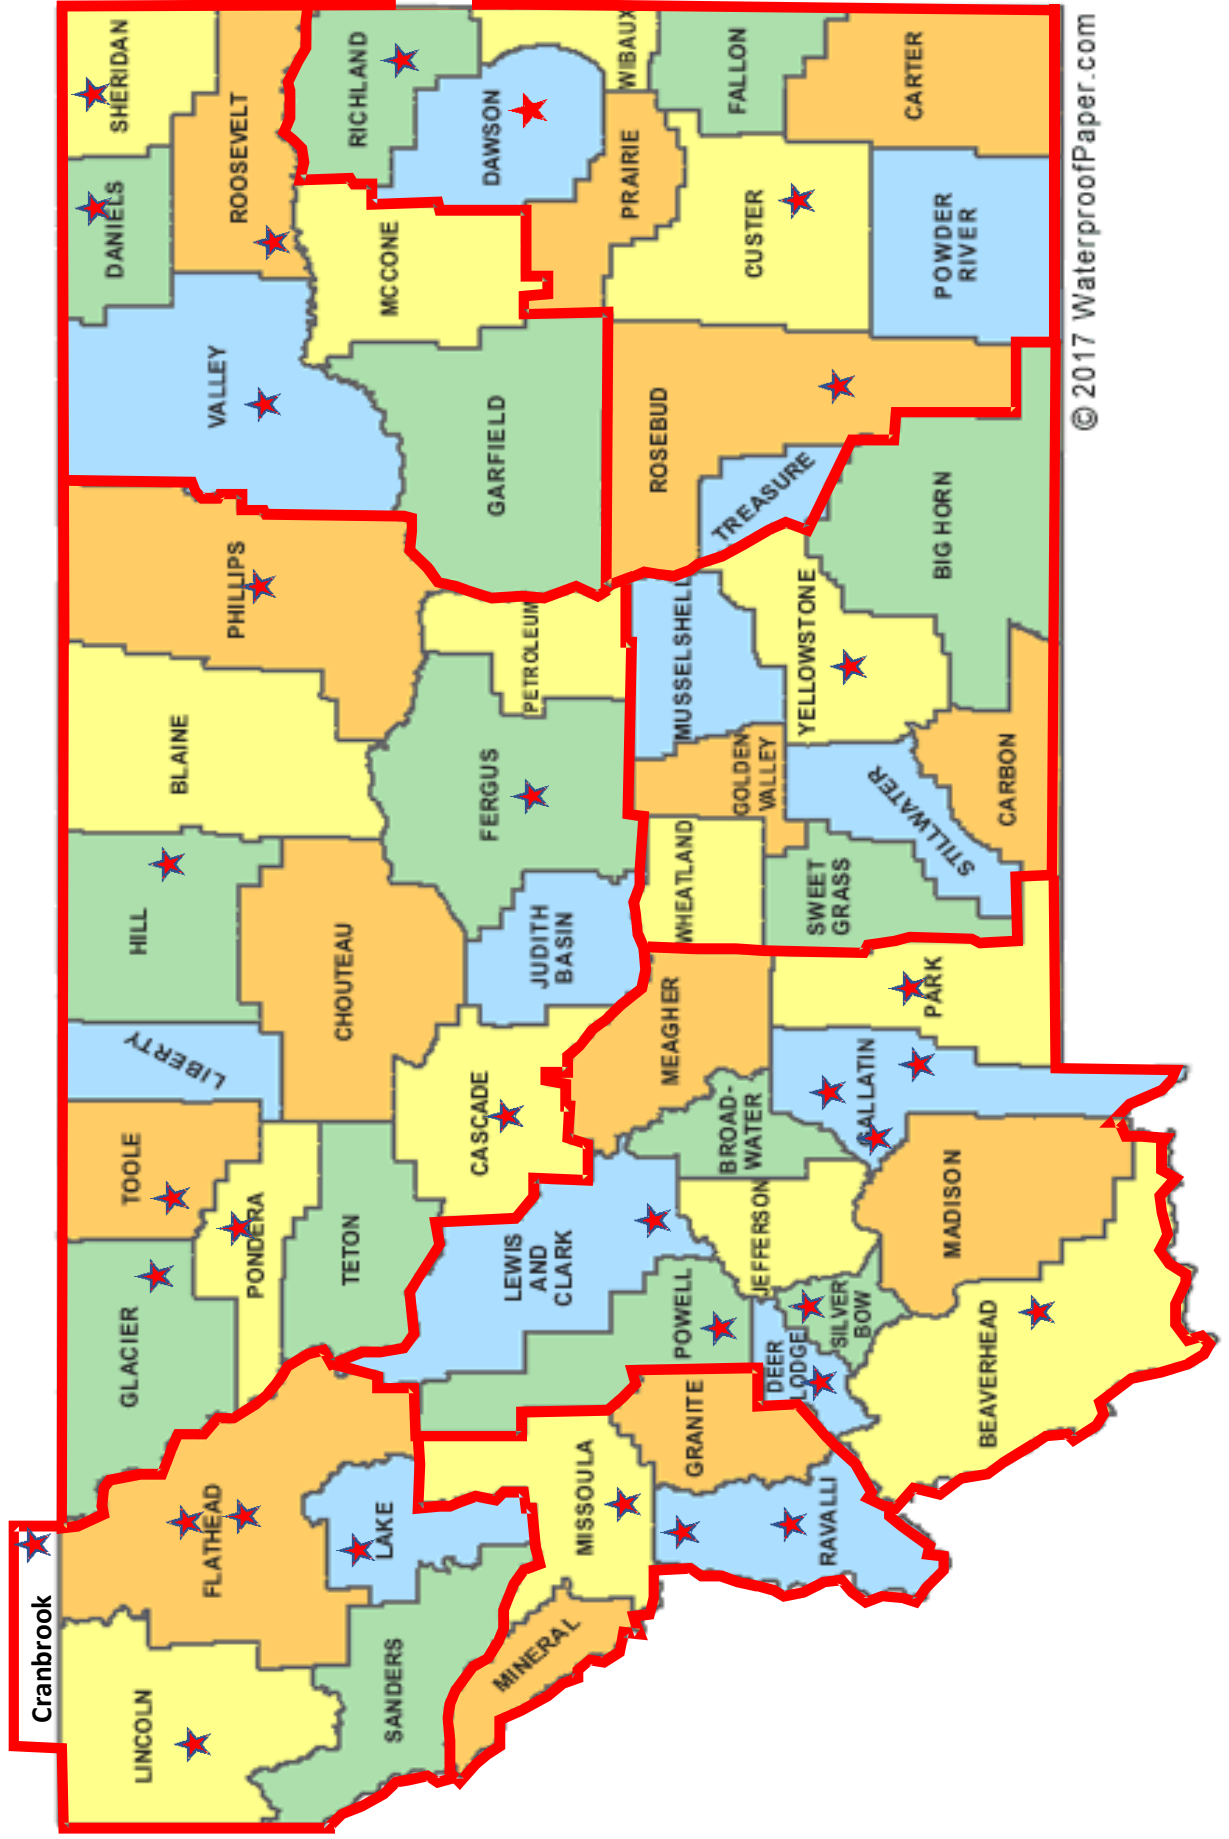 Cranbrook
LINCOLN
FLATHEAD
GLACIER
TOOLE
LIBERTY
HILL
BLAINE
PHILLIPS
VALLEY
DANIELS
SHERIDAN
ROOSEVELT
SANDERS
LAKE
PONDERA
TETON
CHOUTEAU
CASCADE
JUDITH
BASIN
FERGUS
PETROLEUM
GARFIELD
MCCONE
RICHLAND
DAWSON
WIBAUX
MINERAL
MISSOULA
POWELL
LEWIS
AND
CLARK
MEAGHER
WHEATLAND
GOLDEN
VALLEY
MUSSELSHELL
ROSEBUD
TREASURE
PRAIRIE
CUSTER
FALLON
RAVALLI
GRANITE
DEER
LODGE
SILVER
BOW
JEFFERSON
BROAD-
WATER
GALLATIN
PARK
SWEET
GRASS
STILLWATER
YELLOWSTONE
BIG HORN
POWDER
RIVER
CARTER
BEAVERHEAD
MADISON
CARBON
© 2017 WaterproofPaper.com